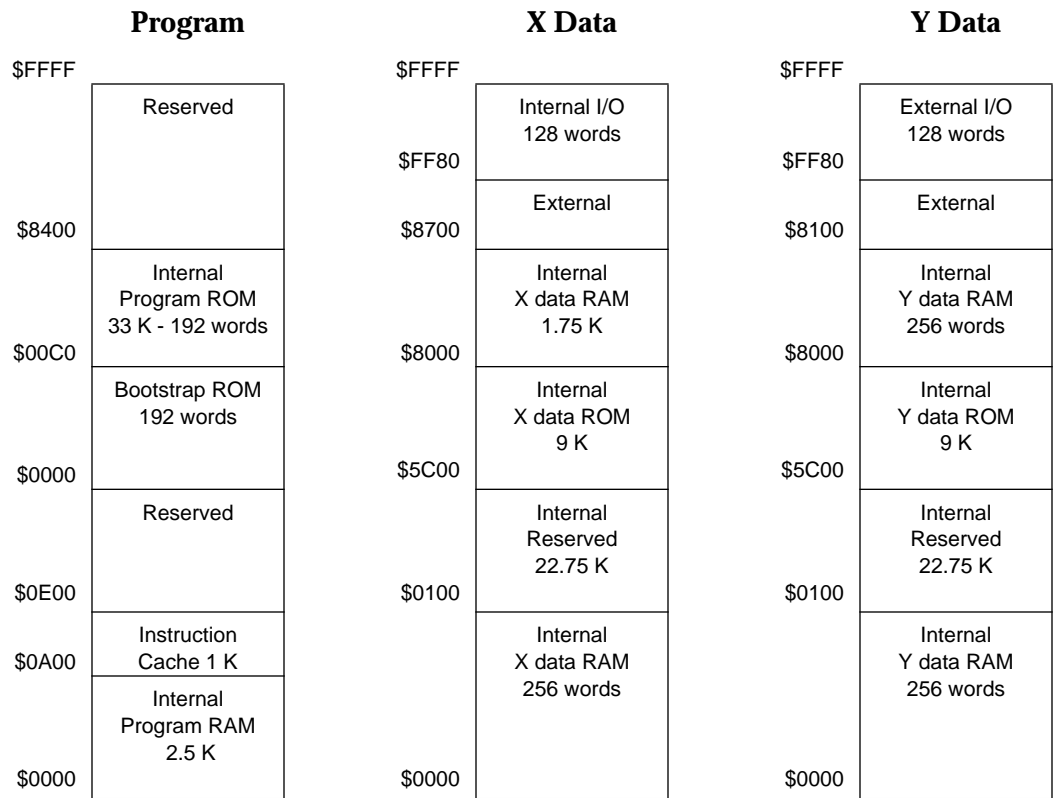 Program
$FFFF
Reserved
$8400
Internal
Program ROM
33 K - 192 words
$00C0
Bootstrap ROM
192 words
$0000
Reserved
$0E00
Instruction
Cache 1 K
$0A00
Internal
Program RAM
2.5 K
$0000
X Data
$FFFF
Internal I/O
128 words
$FF80
External
$8700
Internal
X data RAM
1.75 K
$8000
Internal
X data ROM
9 K
$5C00
Internal
Reserved
22.75 K
$0100
Internal
X data RAM
256 words
$0000
Y Data
$FFFF
External I/O
128 words
$FF80
External
$8100
Internal
Y data RAM
256 words
$8000
Internal
Y data ROM
9 K
$5C00
Internal
Reserved
22.75 K
$0100
Internal
Y data RAM
256 words
$0000